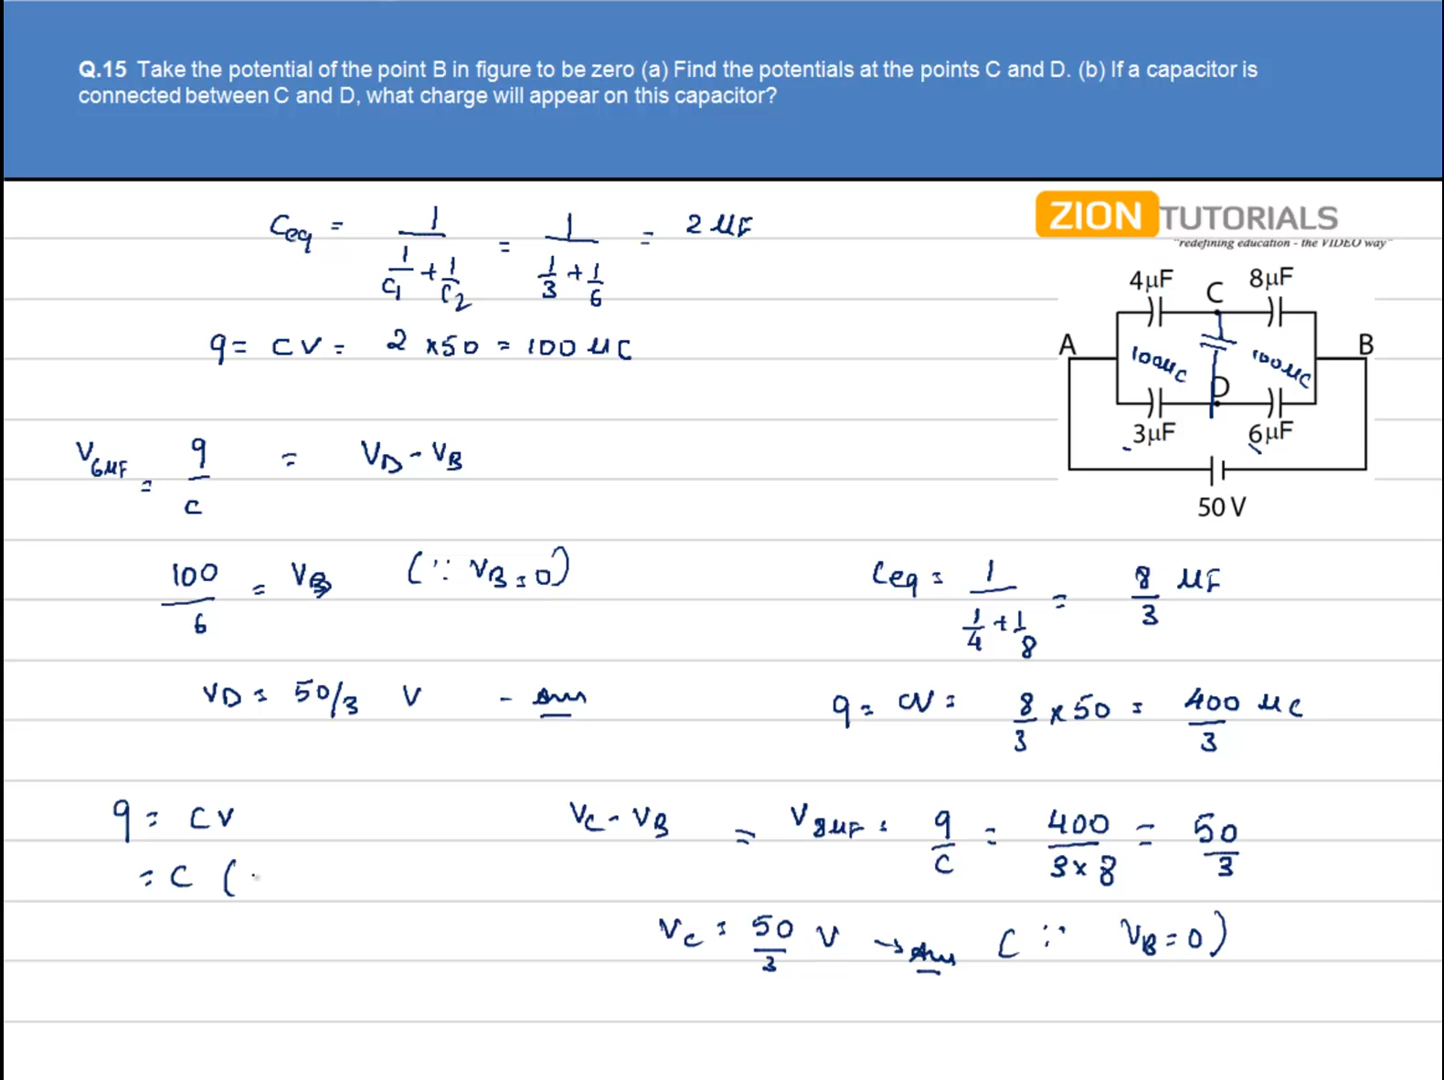 Q.15 Take the potential of the point B in figure to be zero (a) Find the potentials at the points C and D. (b) If a capacitor is
connected between C and D, what charge will appear on this capacitor?
ZION TUTORIALS
"redefining education - the VIDEO way"
Ceq = 1 / (1/C1 + 1/C2) = 1 / (1/3 + 1/6) = 2 μF
q = CV = 2 × 50 = 100 μC
4μF C 8μF
A 100μC 100μC B
D
3μF 6μF
50 V
V6μF = q/c = VD - VB
100/6 = VB (∵ VB = 0)
VD = 50/3 V - Ans
Ceq = 1 / (1/4 + 1/8) = 8/3 μF
q = CV = 8/3 × 50 = 400/3 μC
q = CV
= C (
VC - VB = V8μF = q/C = 400/3×8 = 50/3
VC = 50/3 V → Ans (∵ VB = 0)